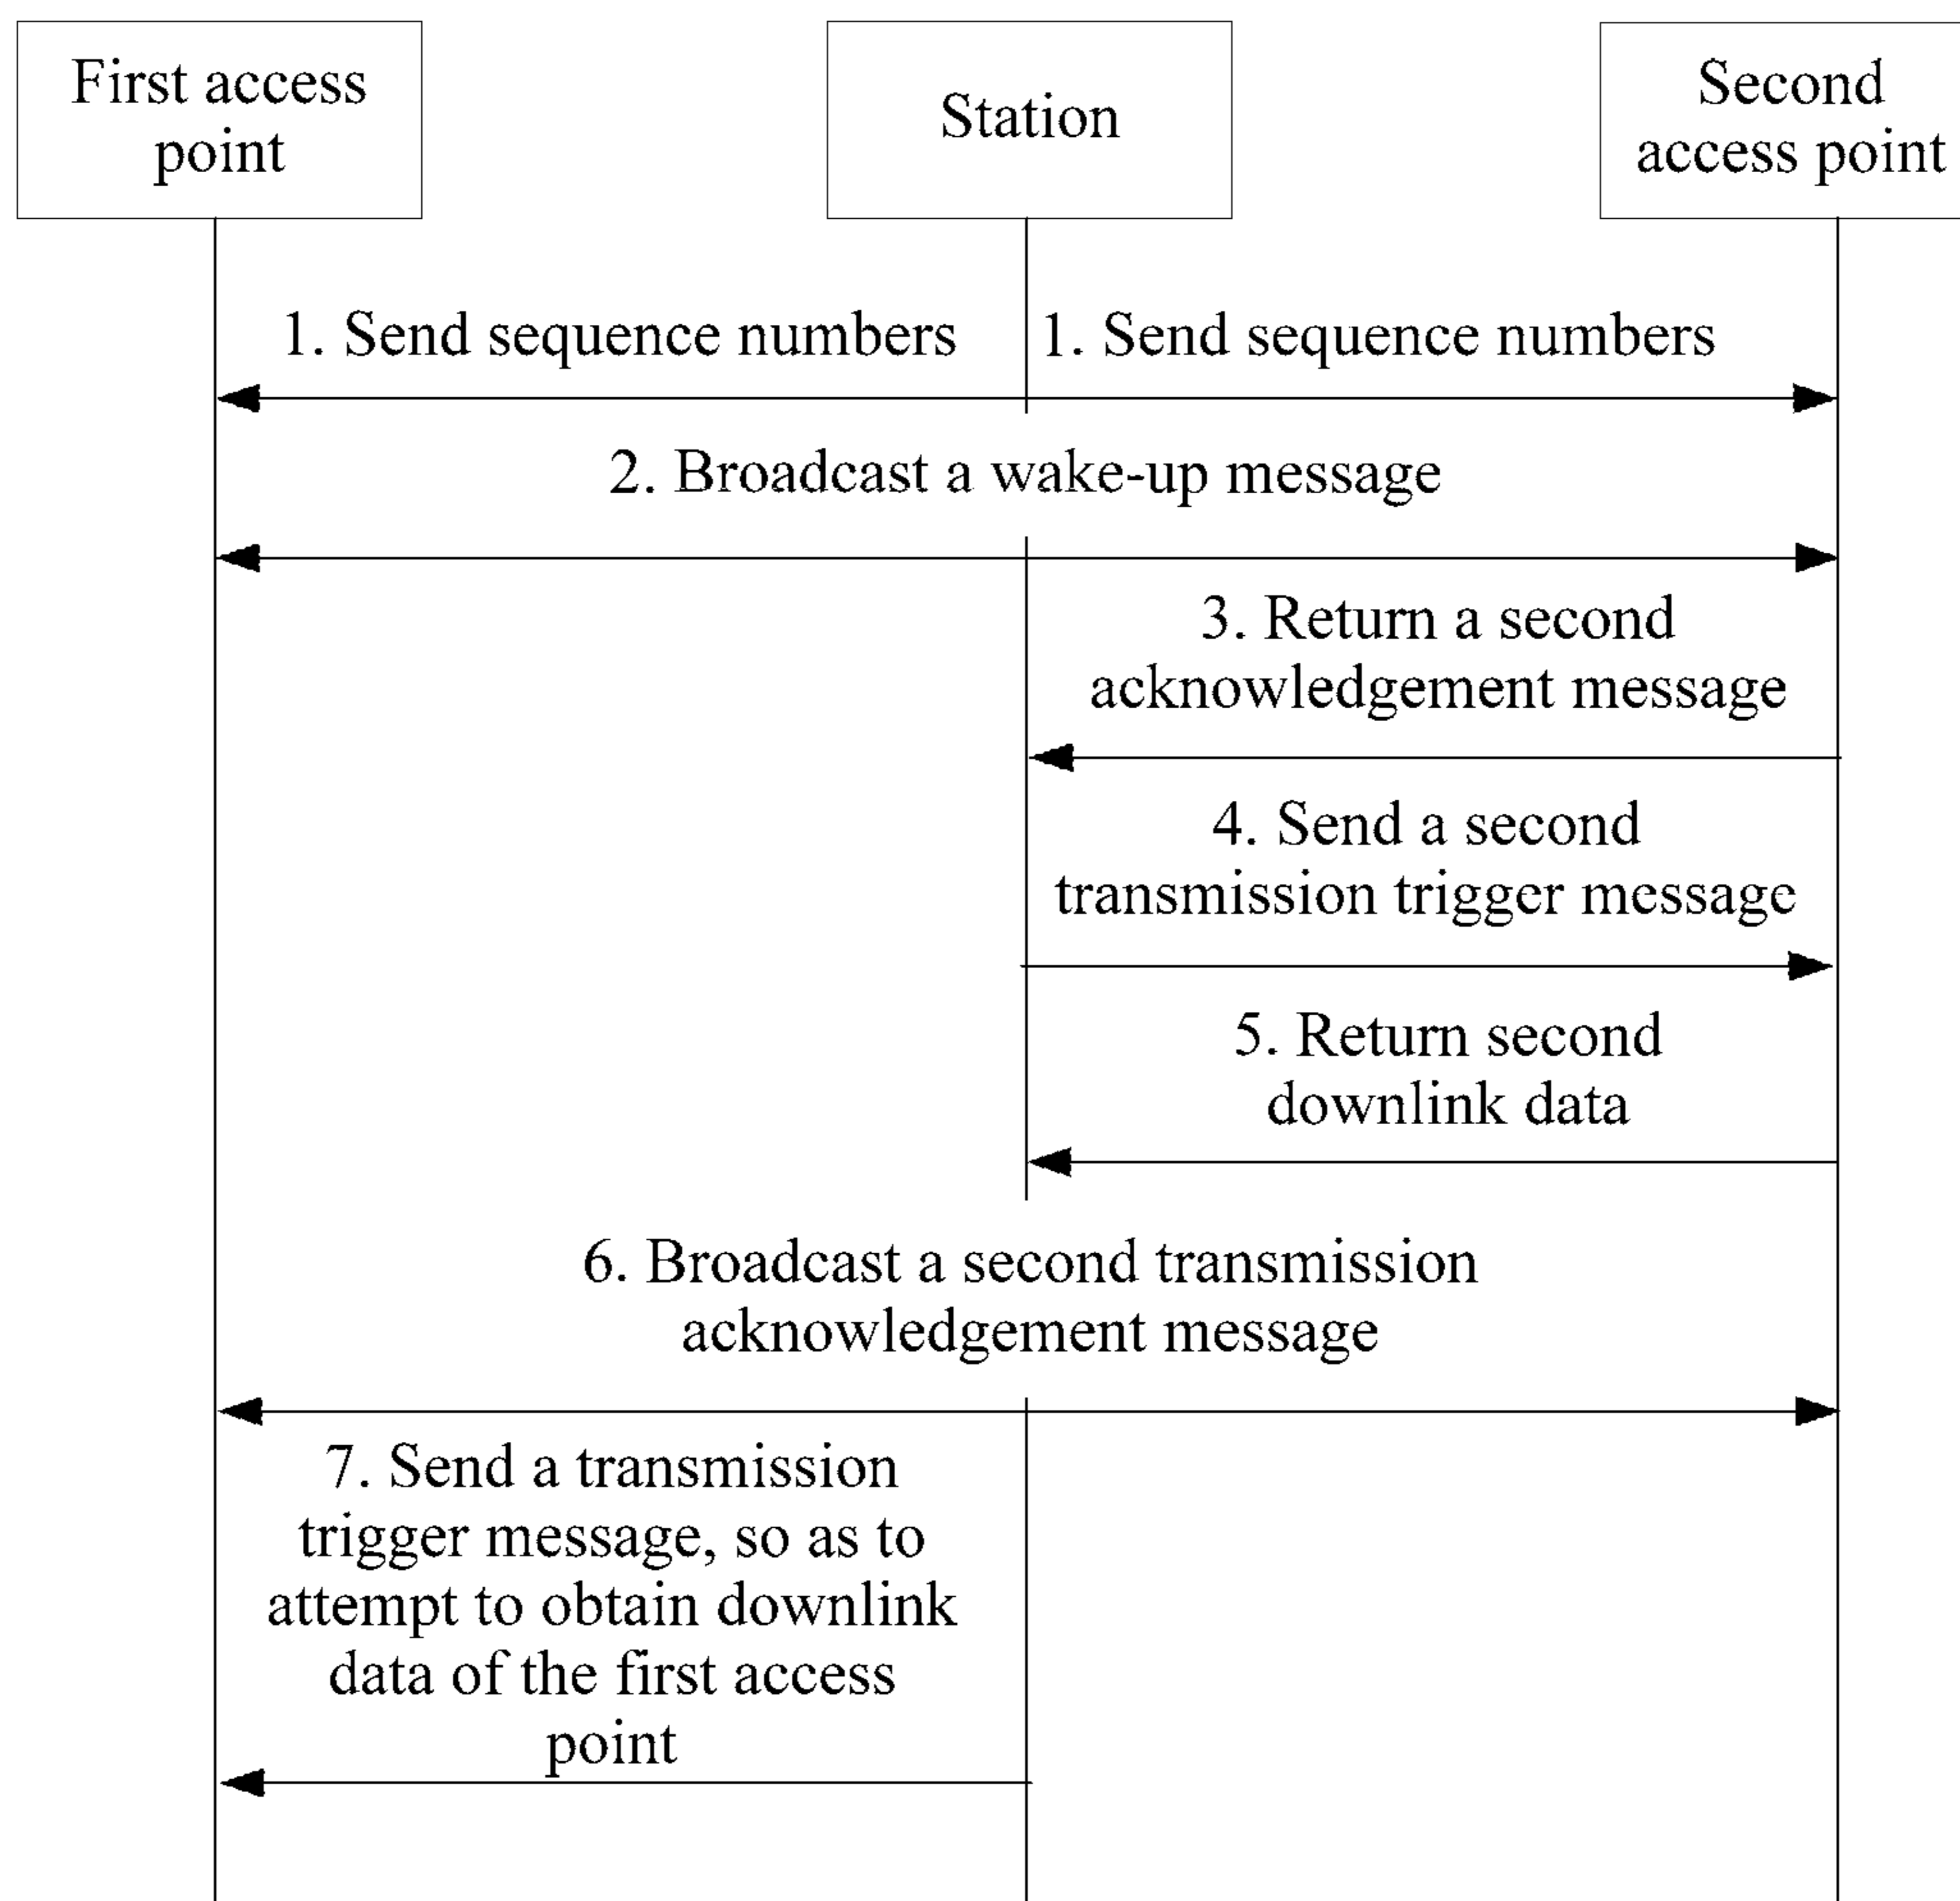 First access
point
Station
Second
access point
1. Send sequence numbers
1. Send sequence numbers
2. Broadcast a wake-up message
3. Return a second
acknowledgement message
4. Send a second
transmission trigger message
5. Return second
downlink data
6. Broadcast a second transmission
acknowledgement message
7. Send a transmission
trigger message, so as to
attempt to obtain downlink
data of the first access
point